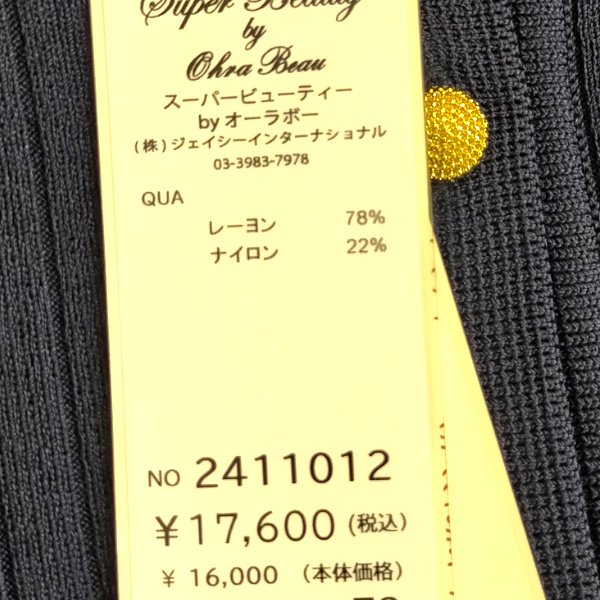 Super Beauty
by
Ohra Beau
スーパービューティー
by オーラボー
(株)ジェイシーインターナショナル
03-3983-7978
QUA
レーヨン 78%
ナイロン 22%
NO 2411012
¥17,600 (税込)
¥ 16,000 (本体価格)